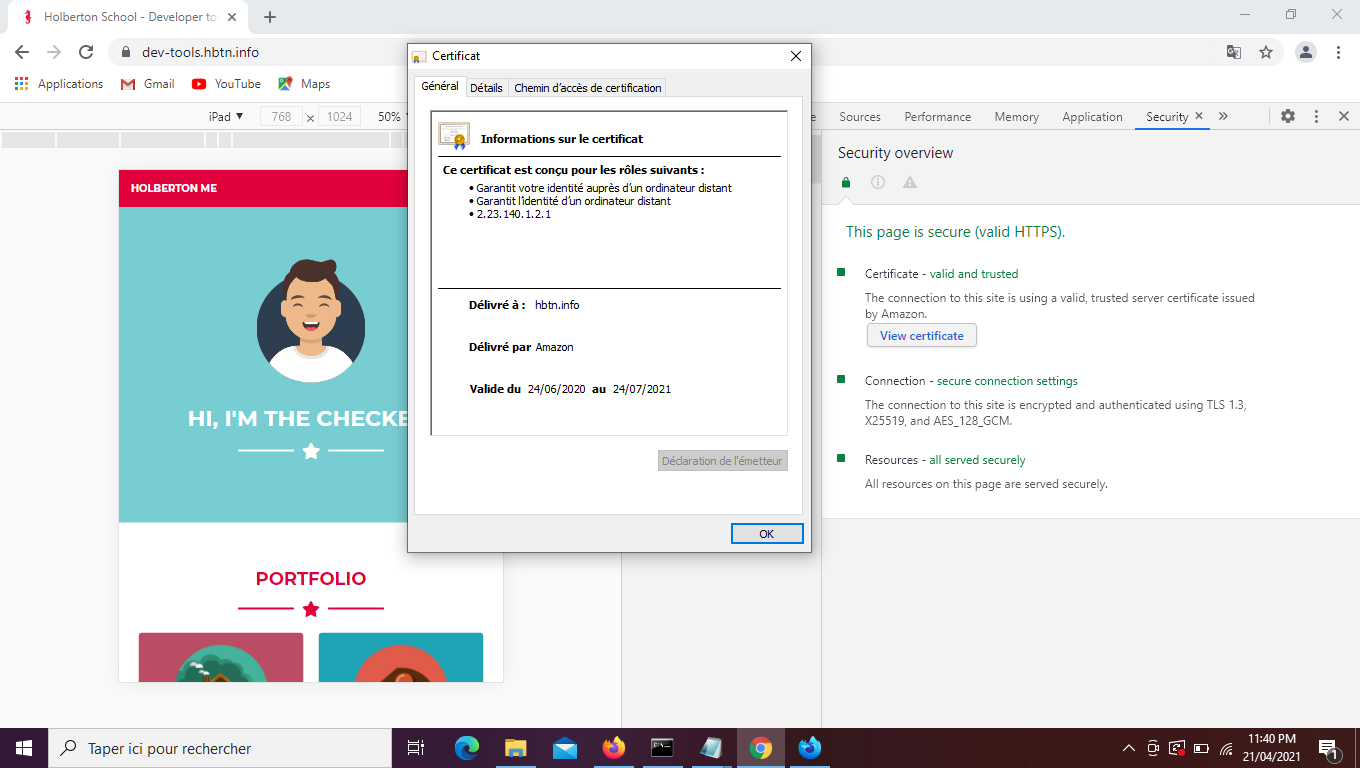 Holberton School - Developer to
dev-tools.hbtn.info
Applications
Gmail
YouTube
Maps
iPad ▼
768 x 1024
50%
HOLBERTON ME
HI, I'M THE CHECKE
PORTFOLIO
Certificat
Général
Détails
Chemin d'accès de certification
Informations sur le certificat
Ce certificat est conçu pour les rôles suivants :
• Garantit votre identité auprès d'un ordinateur distant
• Garantit l'identité d'un ordinateur distant
• 2.23.140.1.2.1
Délivré à : hbtn.info
Délivré par Amazon
Valide du 24/06/2020 au 24/07/2021
Déclaration de l'émetteur
OK
Sources
Performance
Memory
Application
Security
Security overview
This page is secure (valid HTTPS).
Certificate - valid and trusted
The connection to this site is using a valid, trusted server certificate issued
by Amazon.
View certificate
Connection - secure connection settings
The connection to this site is encrypted and authenticated using TLS 1.3,
X25519, and AES_128_GCM.
Resources - all served securely
All resources on this page are served securely.
Taper ici pour rechercher
11:40 PM
21/04/2021
1